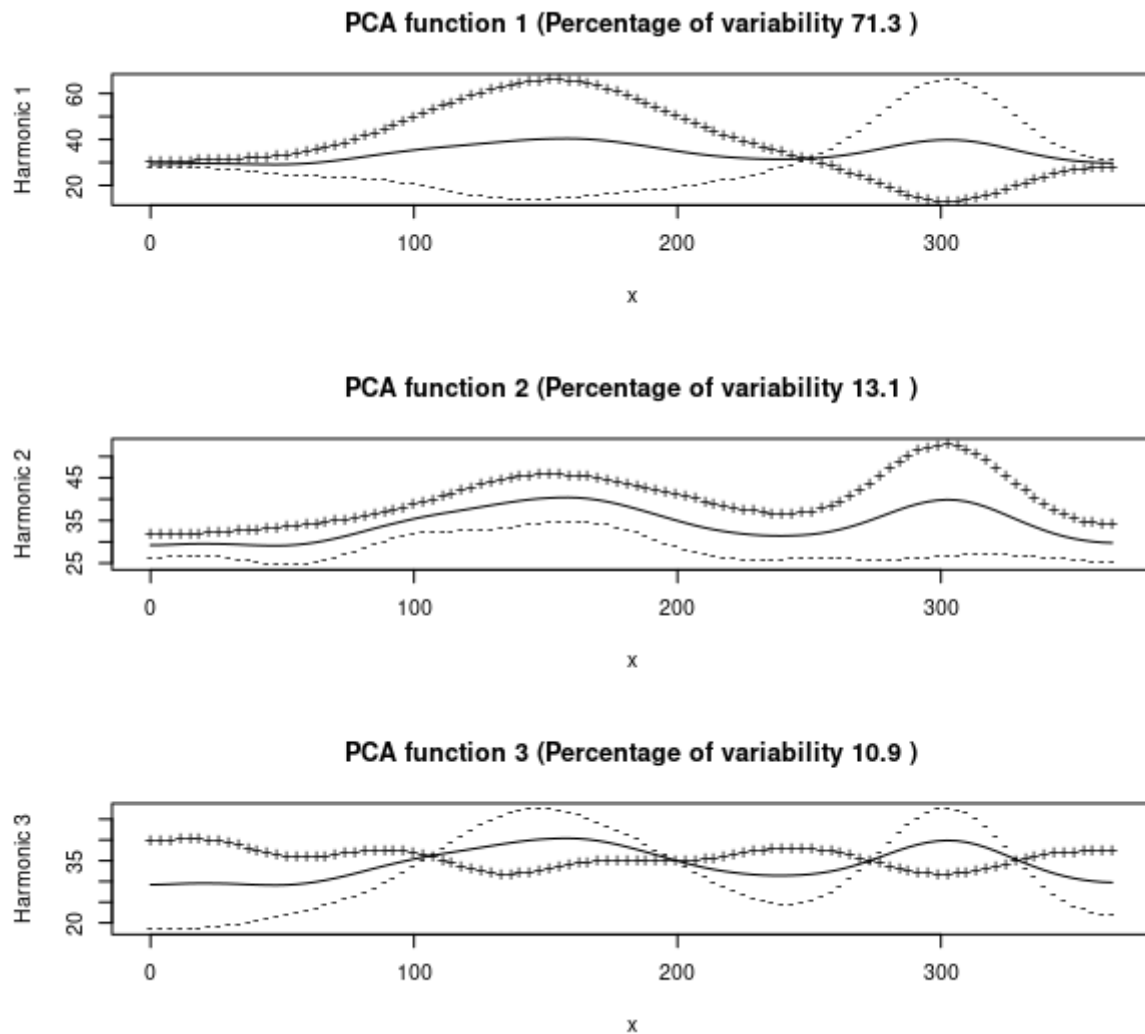 PCA function 1 (Percentage of variability 71.3 )
Harmonic 1
60
40
20
0 100 200 300
x
PCA function 2 (Percentage of variability 13.1 )
Harmonic 2
45
35
25
0 100 200 300
x
PCA function 3 (Percentage of variability 10.9 )
Harmonic 3
35
20
0 100 200 300
x